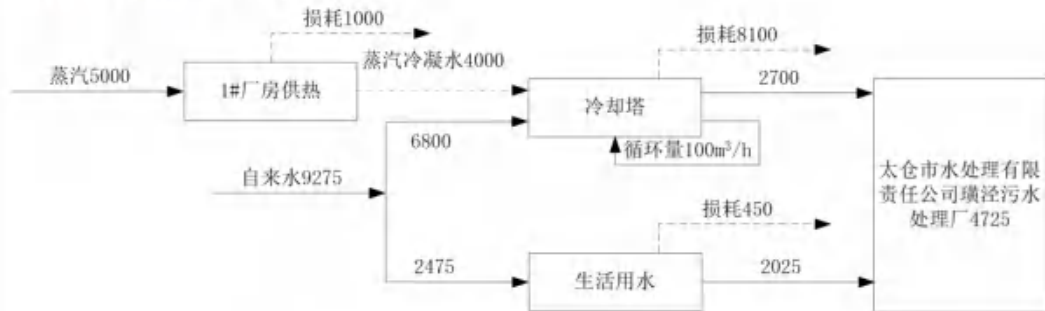 损耗1000
损耗8100
蒸汽5000
1#厂房供热
蒸汽冷凝水4000
冷却塔
2700
6800
循环量100m³/h
自来水9275
太仓市水处理有限
责任公司璜泾污水
处理厂4725
损耗450
2475
生活用水
2025